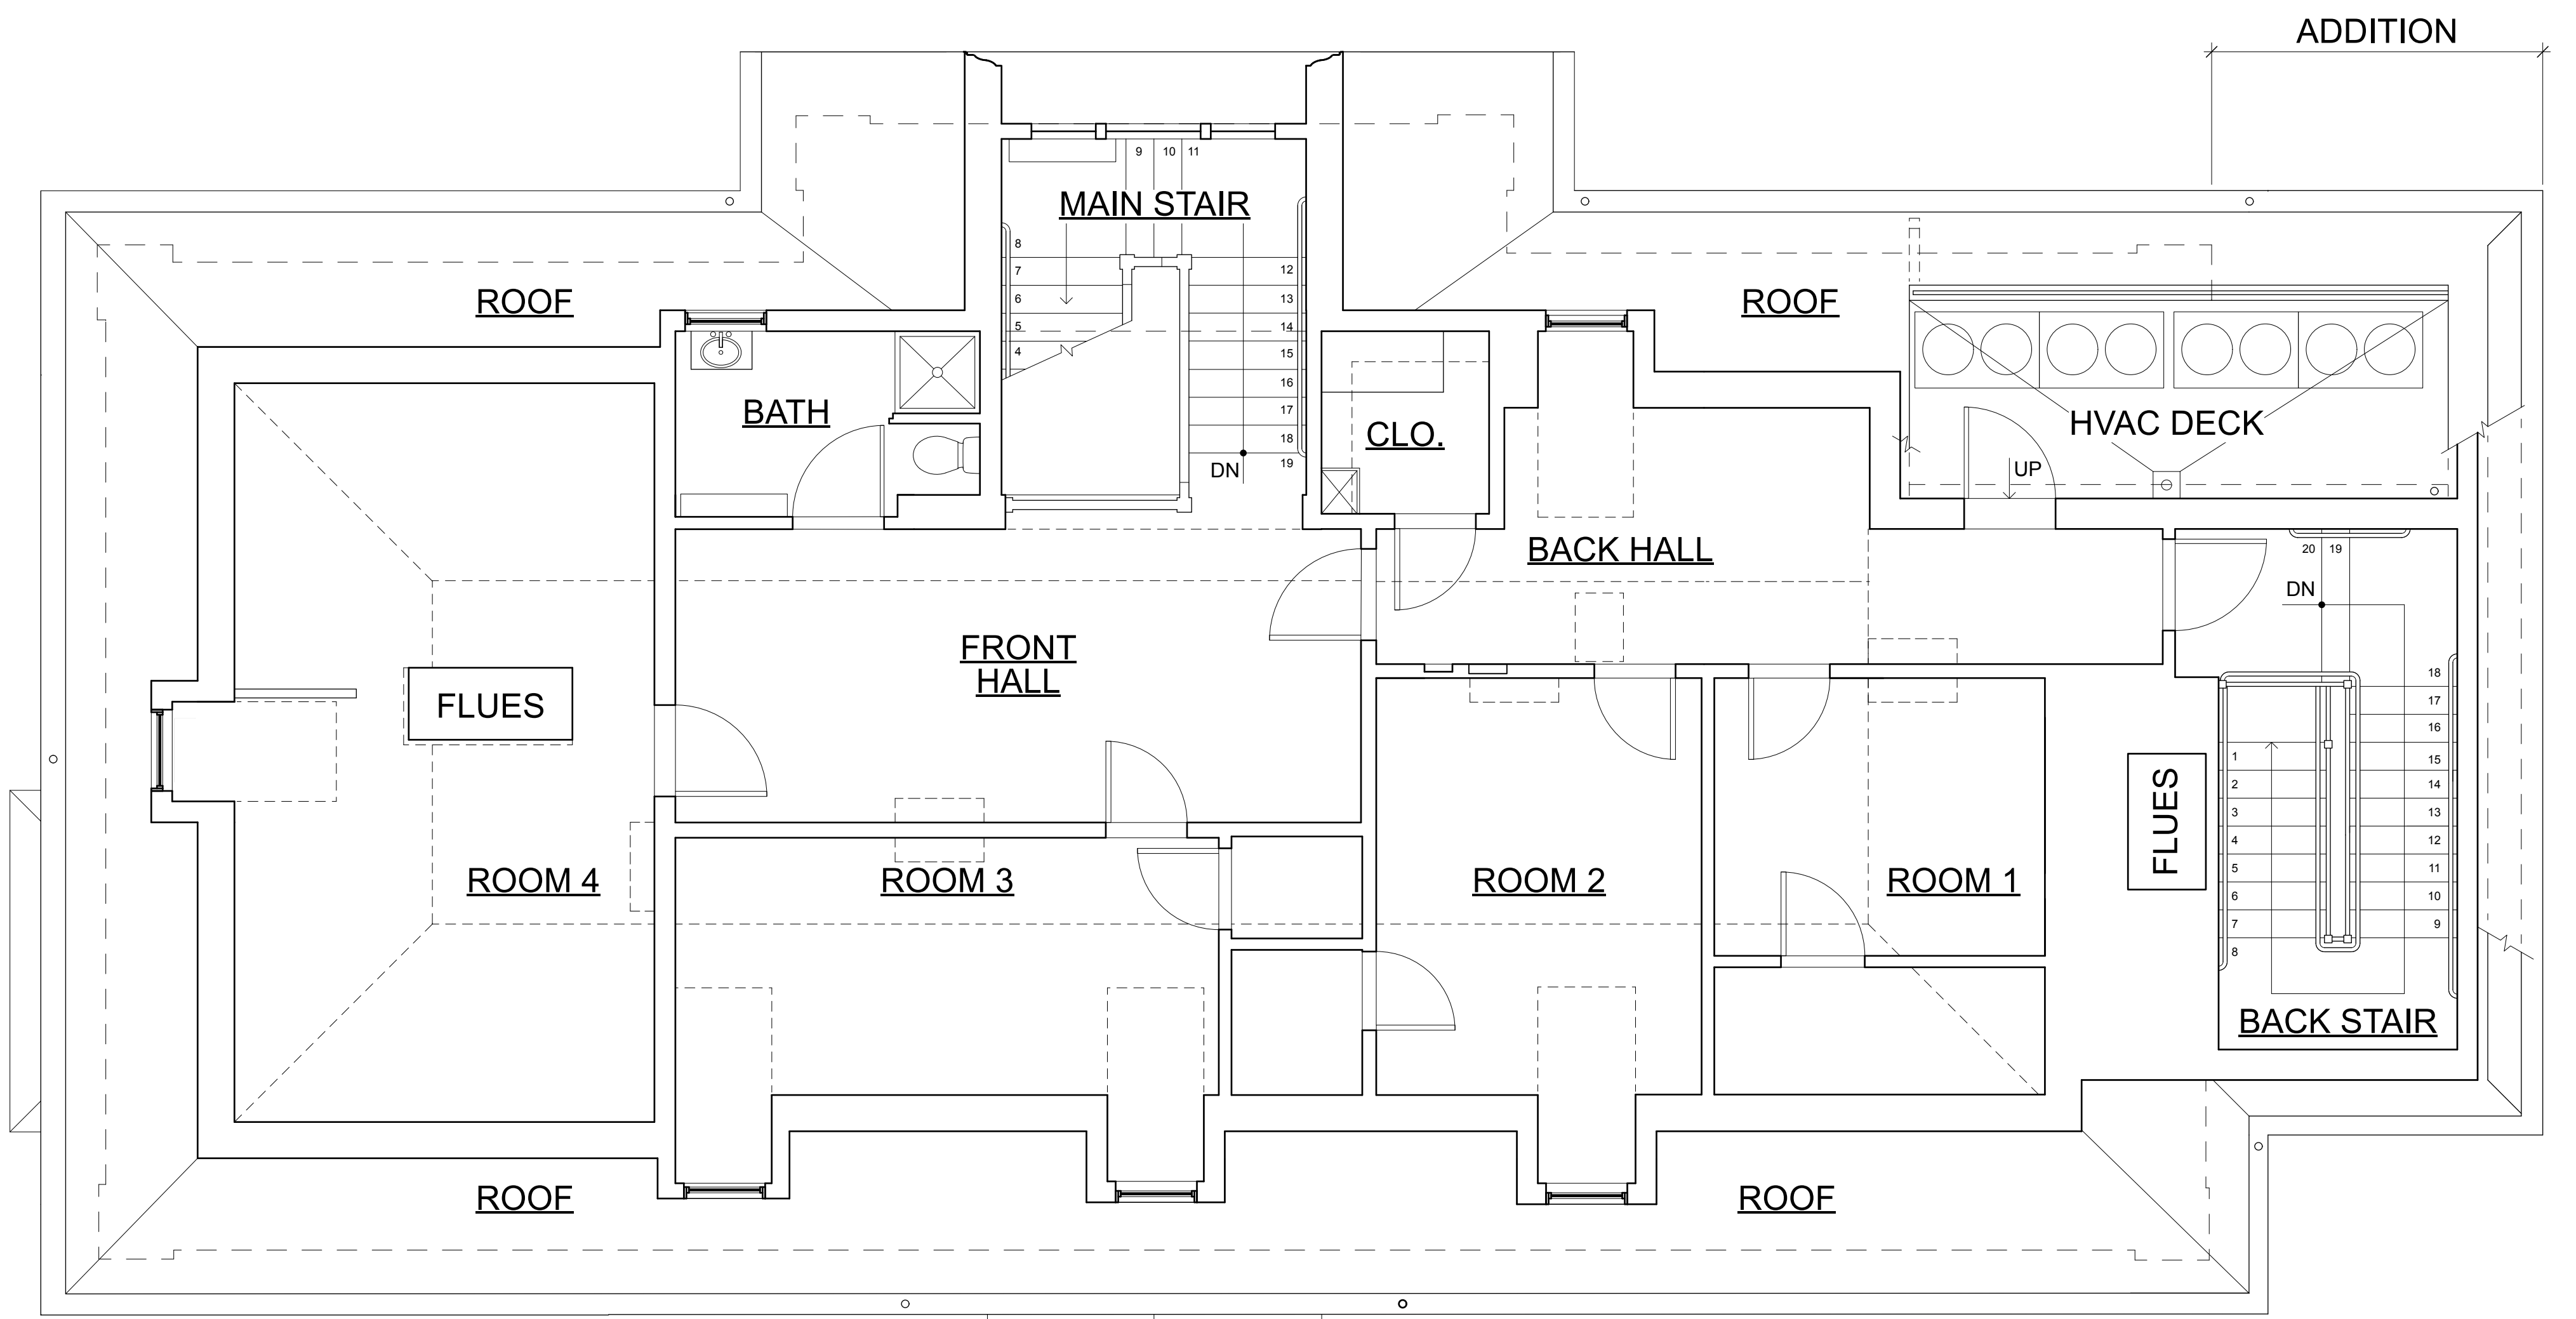 ADDITION
9 10 11
MAIN STAIR
8
7
6
5
4
12
13
14
15
16
17
18
19
DN
ROOF
ROOF
BATH
CLO.
HVAC DECK
UP
BACK HALL
20 19
DN
FRONT
HALL
FLUES
18
17
16
15
14
13
12
11
10
9
1
2
3
4
5
6
7
8
FLUES
ROOM 4
ROOM 3
ROOM 2
ROOM 1
BACK STAIR
ROOF
ROOF